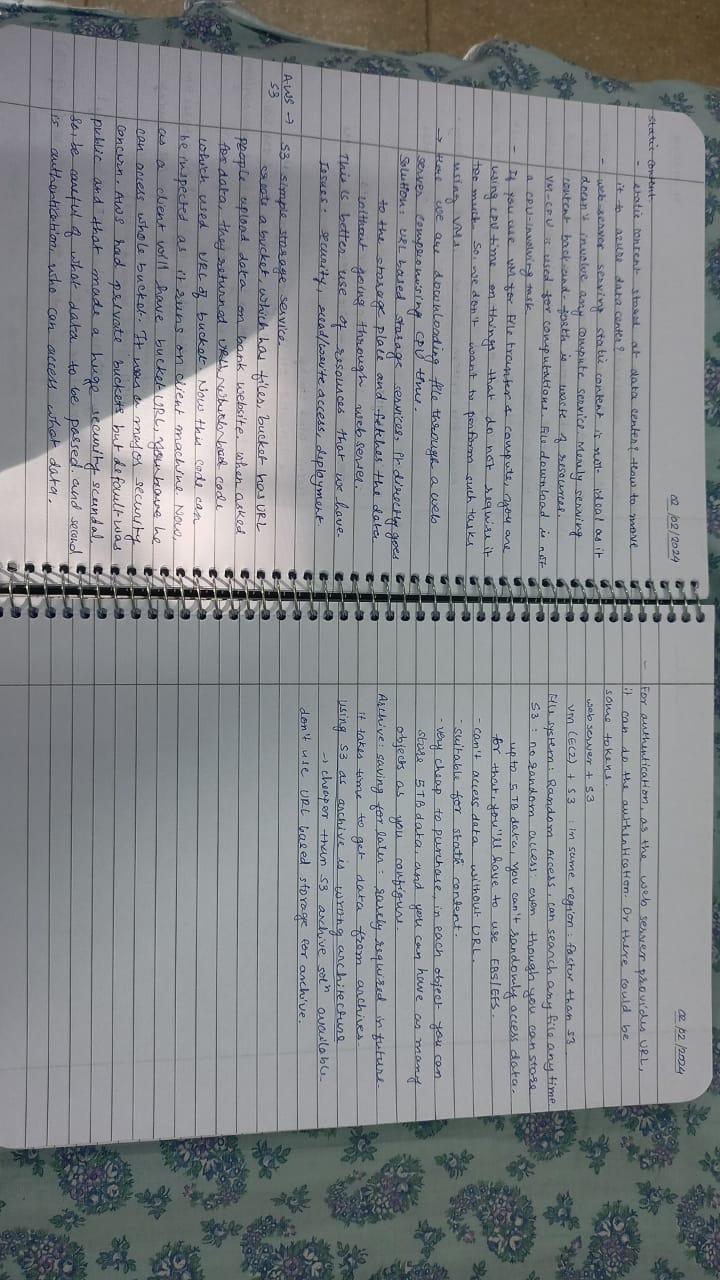 02/02/2024
Static content
- static content stored at data center? How to move
it to azure data center?
- web-server serving static content is not ideal as it
doesn't involve any compute service. Merely serving
content back-and-forth is waste of resources.
VM-CPU is used for computations. File download is not
a CPU-involving task
- If you use VM for file transfer & compute, you are
using CPU time on things that do not require it
too much. So, we don't want to perform such tasks
using VMs.
→ Here we are downloading file through a web
server compromising CPU time.
Solution: URL based storage services. It directly goes
to the storage place and fetches the data
without going through web server.
This is better use of resources that we have
Issues: security, read/write access, deployment
AWS → S3: simple storage service
S3
create a bucket, which has files, bucket has URL
People upload data on bank website. when asked
for data, they returned URL, which had code
which used URL of bucket. Now this code can
be inspected as it runs on client machine. Now,
as a client will have bucket URL, you have he
can access whole bucket. It was a major security
concern. AWS had private buckets but default was
public and that made a huge security scandal
so, be careful of what data to be passed and second
is authentication, who can access what data.
02/02/2024
- For authentication, as the web server provides URL,
it can do the authentication. Or there could be
some tokens.
web server + S3
VM (EC2) + S3 : in same region : faster than S3.
File system: Random Access, can search any file any time
S3 : no random access. even though you can store
up to 5 TB data, you can't randomly access data,
for that, you'll have to use EBS/EFS.
- can't access data without URL.
- suitable for static content.
- very cheap to purchase, in each object you can
store 5TB data, and you can have as many
objects as you configure.
Archive: saving for later : rarely required in future.
It takes time to get data from archives.
Using S3 as archive is wrong architecture
→ cheaper than S3 archive solⁿ available.
don't use URL based storage for archive.